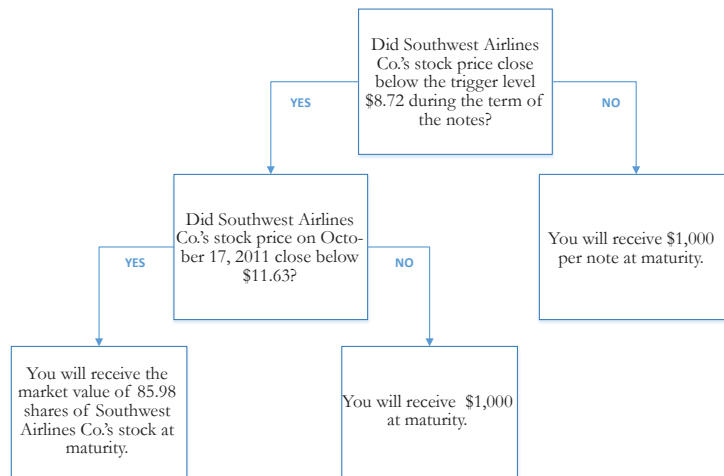 Did Southwest Airlines
Co.'s stock price close
below the trigger level
$8.72 during the term of
the notes?
YES
NO
Did Southwest Airlines
Co.'s stock price on Octo-
ber 17, 2011 close below
$11.63?
You will receive $1,000
per note at maturity.
YES
NO
You will receive the
market value of 85.98
shares of Southwest
Airlines Co.'s stock at
maturity.
You will receive $1,000
at maturity.